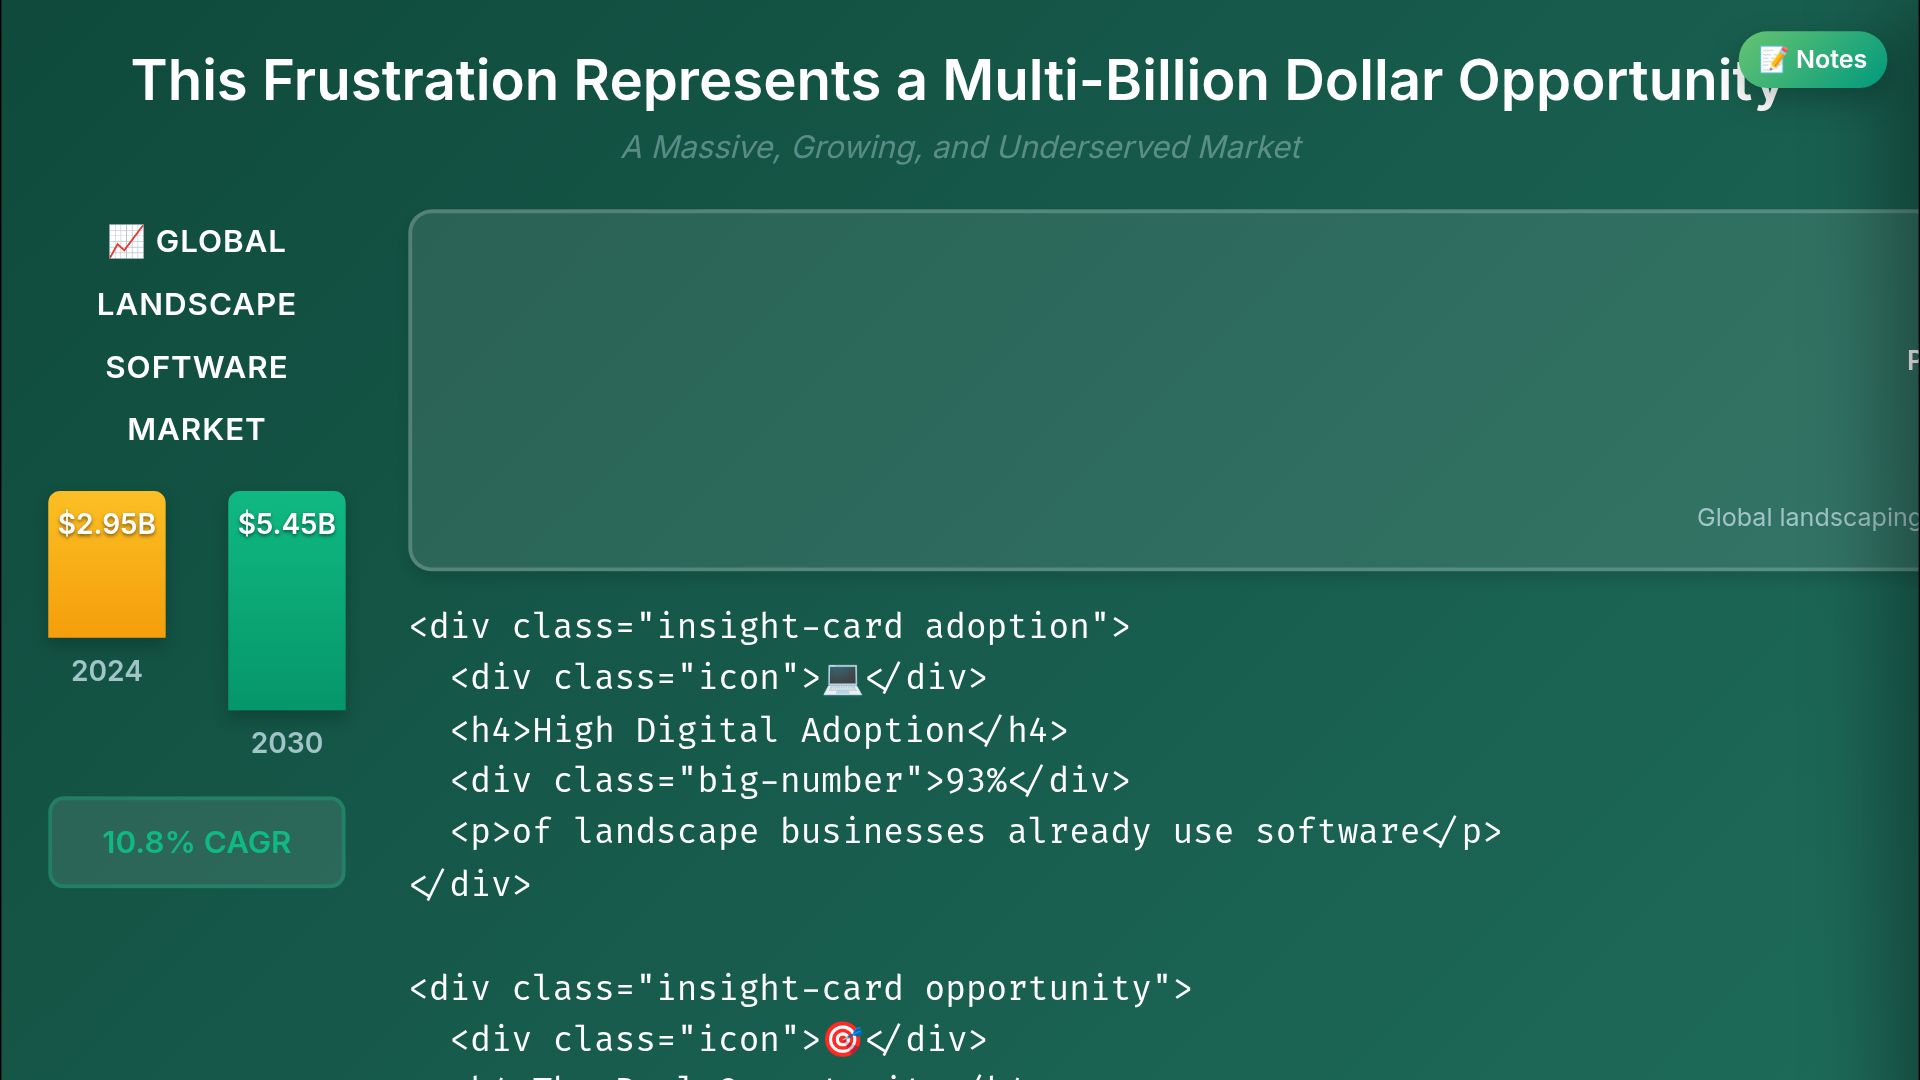 This Frustration Represents a Multi-Billion Dollar Opportunity
📝 Notes
A Massive, Growing, and Underserved Market
📈 GLOBAL
LANDSCAPE
SOFTWARE
MARKET
$2.95B
$5.45B
2024
2030
10.8% CAGR
P
Global landscaping
<div class="insight-card adoption">
  <div class="icon">💻</div>
  <h4>High Digital Adoption</h4>
  <div class="big-number">93%</div>
  <p>of landscape businesses already use software</p>
</div>
<div class="insight-card opportunity">
  <div class="icon">🎯</div>